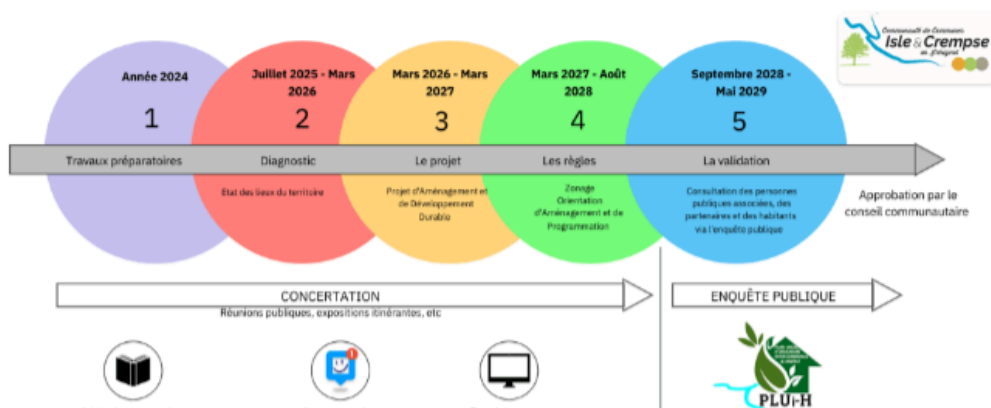 Communauté de Communes
Isle & Crempse
en Périgord
Année 2024
1
Travaux préparatoires
Juillet 2025 - Mars
2026
2
Diagnostic
Etat des lieux du territoire
Mars 2026 - Mars
2027
3
Le projet
Projet d'Aménagement et
de Développement
Durable
Mars 2027 - Août
2028
4
Les règles
Zonage
Orientation
d'Aménagement et de
Programmation
Septembre 2028 -
Mai 2029
5
La validation
Consultation des personnes
publiques associées, des
partenaires et des habitants
via l'enquête publique
Approbation par le
conseil communautaire
CONCERTATION
Réunions publiques, expositions itinérantes, etc
ENQUÊTE PUBLIQUE
1
PLUi-H